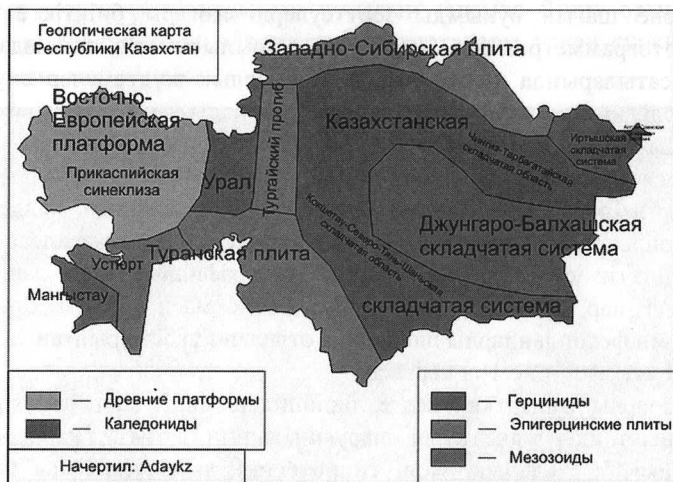 Геологическая карта
Республики Казахстан
Западно-Сибирская плита
Восточно-
Европейская
платформа
Прикаспийская
синеклиза
Урал
Тургайский прогиб
Казахстанская
Чингиз-Тарбагатайская
складчатая область
Иртышская
складчатая
система
Кокшетау-Северо-Тянь-Шаньская
складчатая область
Джунгаро-Балхашская
складчатая система
Туранская плита
Устюрт
Мангыстау
складчатая система
— Древние платформы
— Каледониды
Начертил: Adaykz
— Герциниды
— Эпигерцинские плиты
— Мезозоиды